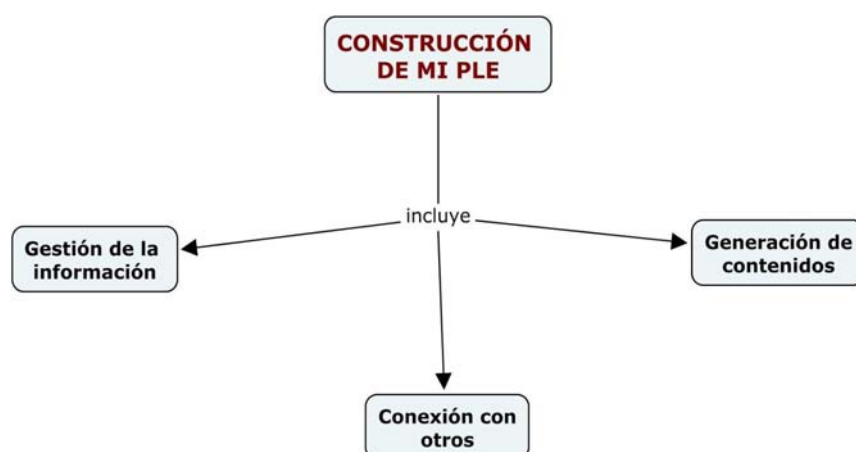 CONSTRUCCIÓN
DE MI PLE
incluye
Gestión de la
información
Generación de
contenidos
Conexión con
otros